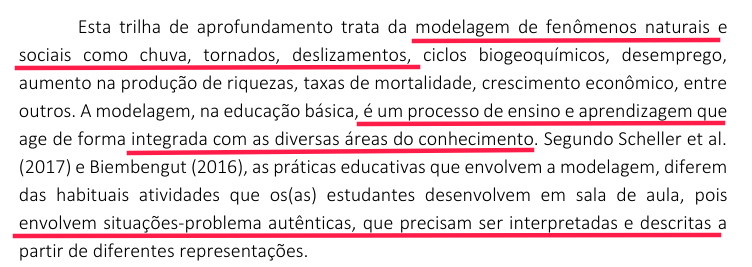 Esta trilha de aprofundamento trata da modelagem de fenômenos naturais e
sociais como chuva, tornados, deslizamentos, ciclos biogeoquímicos, desemprego,
aumento na produção de riquezas, taxas de mortalidade, crescimento econômico, entre
outros. A modelagem, na educação básica, é um processo de ensino e aprendizagem que
age de forma integrada com as diversas áreas do conhecimento. Segundo Scheller et al.
(2017) e Biembengut (2016), as práticas educativas que envolvem a modelagem, diferem
das habituais atividades que os(as) estudantes desenvolvem em sala de aula, pois
envolvem situações-problema autênticas, que precisam ser interpretadas e descritas a
partir de diferentes representações.